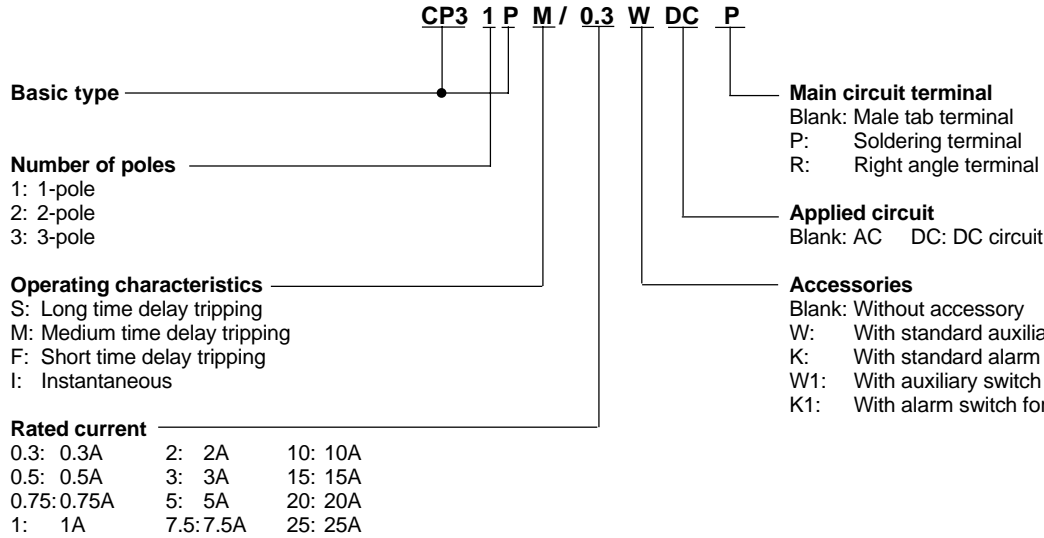 CP3 1 P M / 0.3 W DC P
Basic type
Number of poles
1: 1-pole
2: 2-pole
3: 3-pole
Operating characteristics
S: Long time delay tripping
M: Medium time delay tripping
F: Short time delay tripping
I: Instantaneous
Rated current
0.3: 0.3A 2: 2A 10: 10A
0.5: 0.5A 3: 3A 15: 15A
0.75: 0.75A 5: 5A 20: 20A
1: 1A 7.5: 7.5A 25: 25A
Main circuit terminal
Blank: Male tab terminal
P: Soldering terminal
R: Right angle terminal
Applied circuit
Blank: AC DC: DC circuit
Accessories
Blank: Without accessory
W: With standard auxilia
K: With standard alarm
W1: With auxiliary switch
K1: With alarm switch for